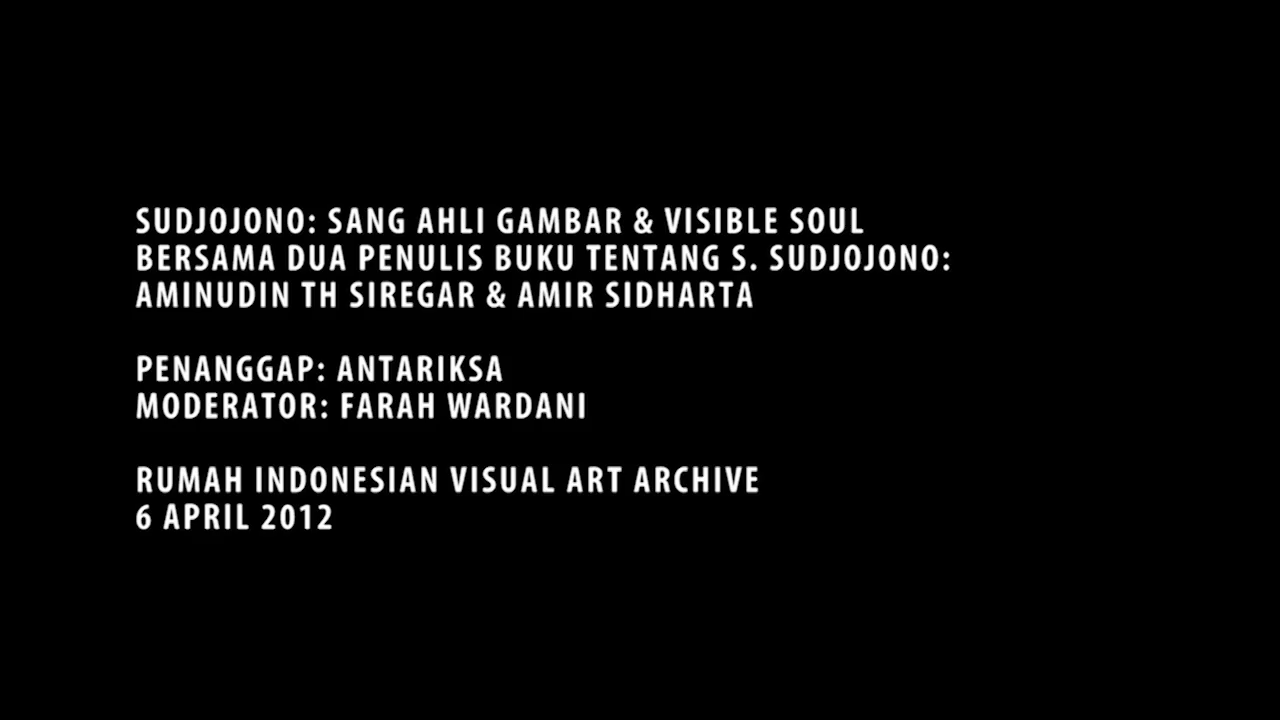 SUDJOJONO: SANG AHLI GAMBAR & VISIBLE SOUL
BERSAMA DUA PENULIS BUKU TENTANG S. SUDJOJONO:
AMINUDIN TH SIREGAR & AMIR SIDHARTA
PENANGGAP: ANTARIKSA
MODERATOR: FARAH WARDANI
RUMAH INDONESIAN VISUAL ART ARCHIVE
6 APRIL 2012